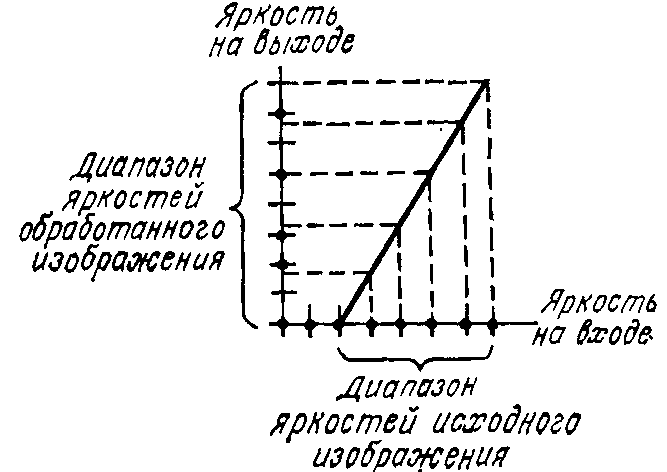 Яркость
на выходе
Диапазон
яркостей
обработанного
изображения
Яркость
на входе
Диапазон
яркостей исходного
изображения